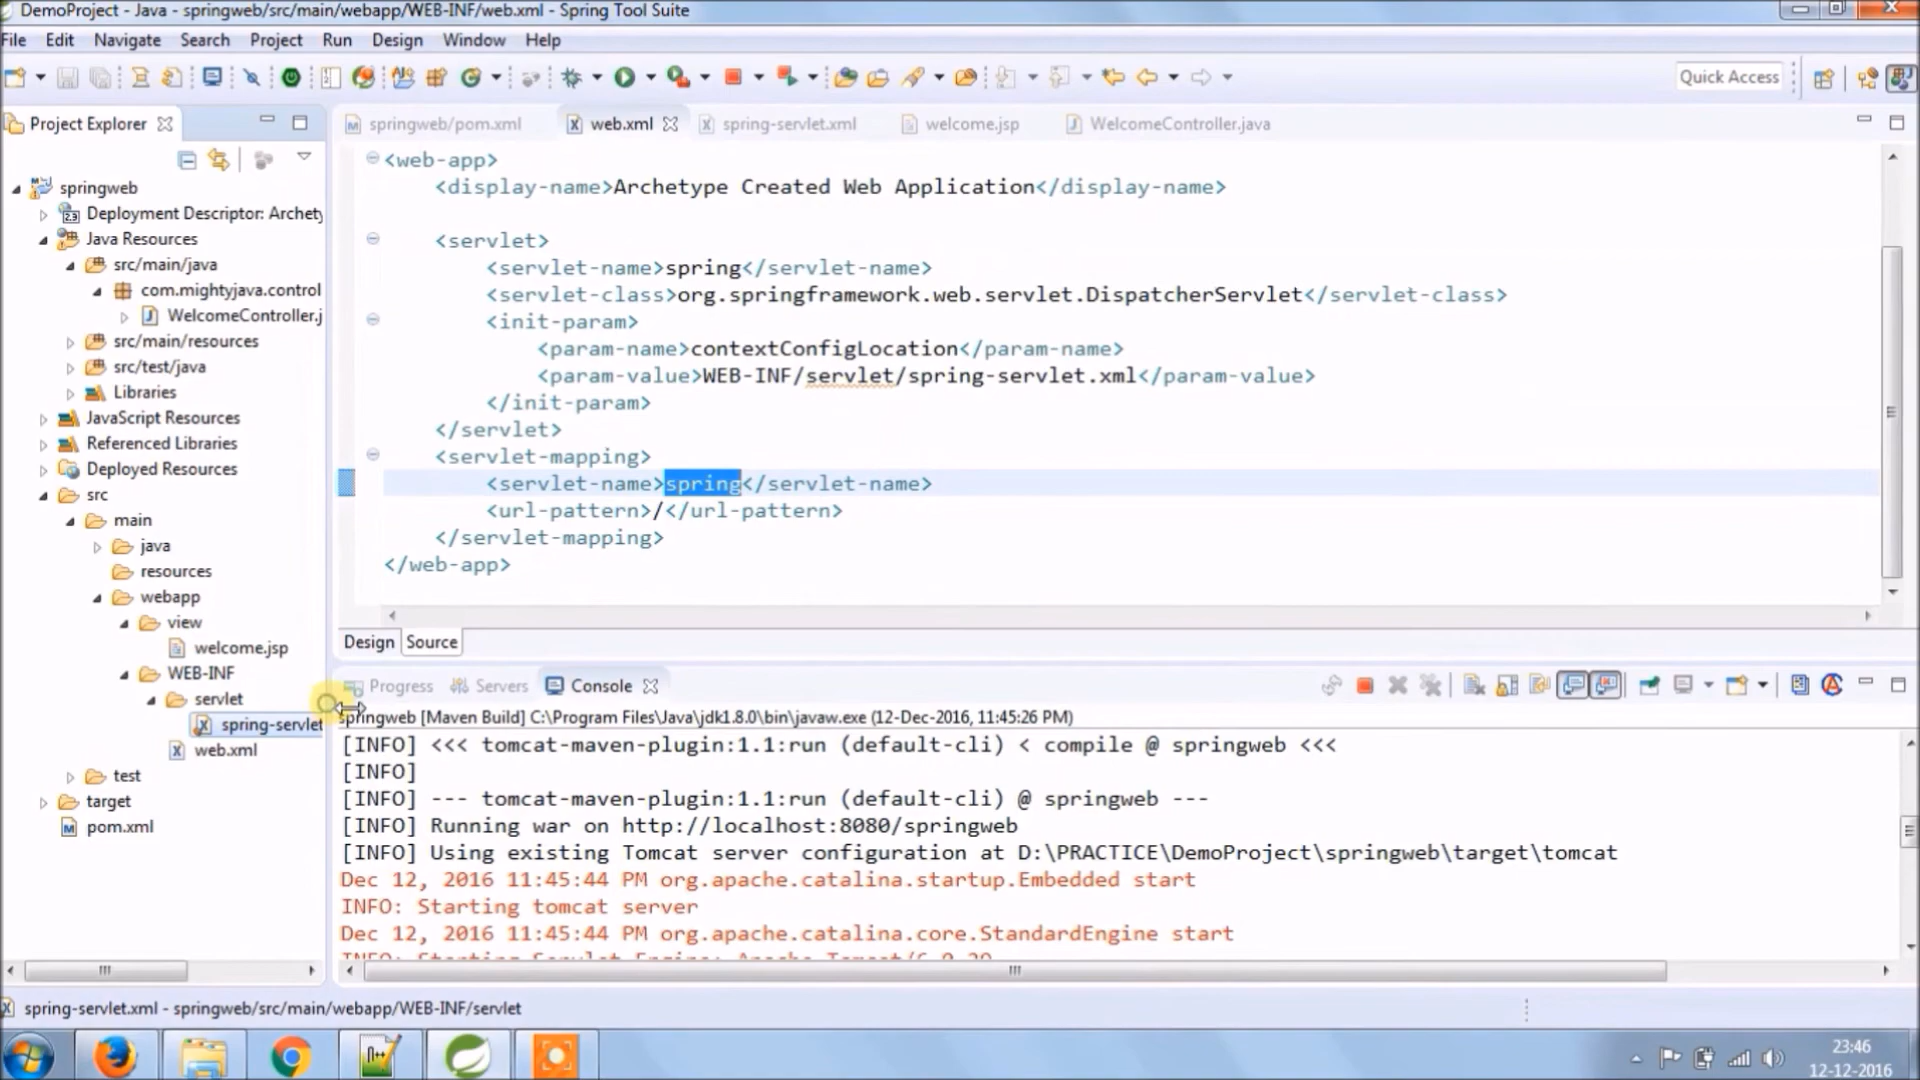 DemoProject - Java - springweb/src/main/webapp/WEB-INF/web.xml - Spring Tool Suite
File Edit Navigate Search Project Run Design Window Help
Quick Access
Project Explorer
springweb/pom.xml web.xml spring-servlet.xml welcome.jsp WelcomeController.java
springweb
Deployment Descriptor: Archety
Java Resources
src/main/java
com.mightyjava.control
WelcomeController.j
src/main/resources
src/test/java
Libraries
JavaScript Resources
Referenced Libraries
Deployed Resources
src
main
java
resources
webapp
view
welcome.jsp
WEB-INF
servlet
spring-servlet
web.xml
test
target
pom.xml
<web-app>
<display-name>Archetype Created Web Application</display-name>
<servlet>
<servlet-name>spring</servlet-name>
<servlet-class>org.springframework.web.servlet.DispatcherServlet</servlet-class>
<init-param>
<param-name>contextConfigLocation</param-name>
<param-value>WEB-INF/servlet/spring-servlet.xml</param-value>
</init-param>
</servlet>
<servlet-mapping>
<servlet-name>spring</servlet-name>
<url-pattern>/</url-pattern>
</servlet-mapping>
</web-app>
Design Source
Progress Servers Console
springweb [Maven Build] C:\Program Files\Java\jdk1.8.0\bin\javaw.exe (12-Dec-2016, 11:45:26 PM)
[INFO] <<< tomcat-maven-plugin:1.1:run (default-cli) < compile @ springweb <<<
[INFO]
[INFO] --- tomcat-maven-plugin:1.1:run (default-cli) @ springweb ---
[INFO] Running war on http://localhost:8080/springweb
[INFO] Using existing Tomcat server configuration at D:\PRACTICE\DemoProject\springweb\target\tomcat
Dec 12, 2016 11:45:44 PM org.apache.catalina.startup.Embedded start
INFO: Starting tomcat server
Dec 12, 2016 11:45:44 PM org.apache.catalina.core.StandardEngine start
INFO: Starting Servlet Engine: Apache Tomcat/6.0.29
spring-servlet.xml - springweb/src/main/webapp/WEB-INF/servlet
23:46
12-12-2016